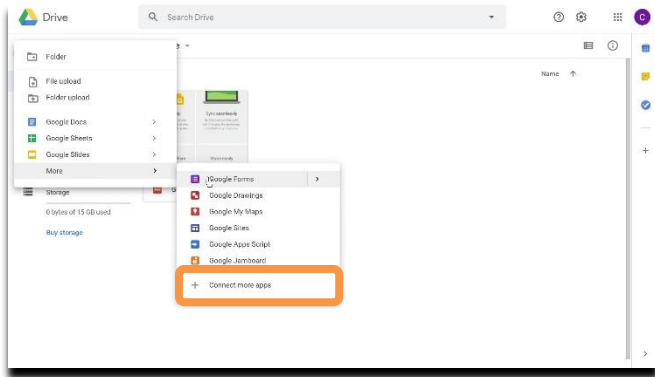 Drive
Search Drive
C
Folder
Name
File upload
Folder upload
Sync seamlessly
Google Docs
Google Sheets
Google Slides
More
Google Forms
Storage
G
Google Drawings
0 bytes of 15 GB used
Google My Maps
Google Sites
Buy storage
Google Apps Script
Google Jamboard
Connect more apps